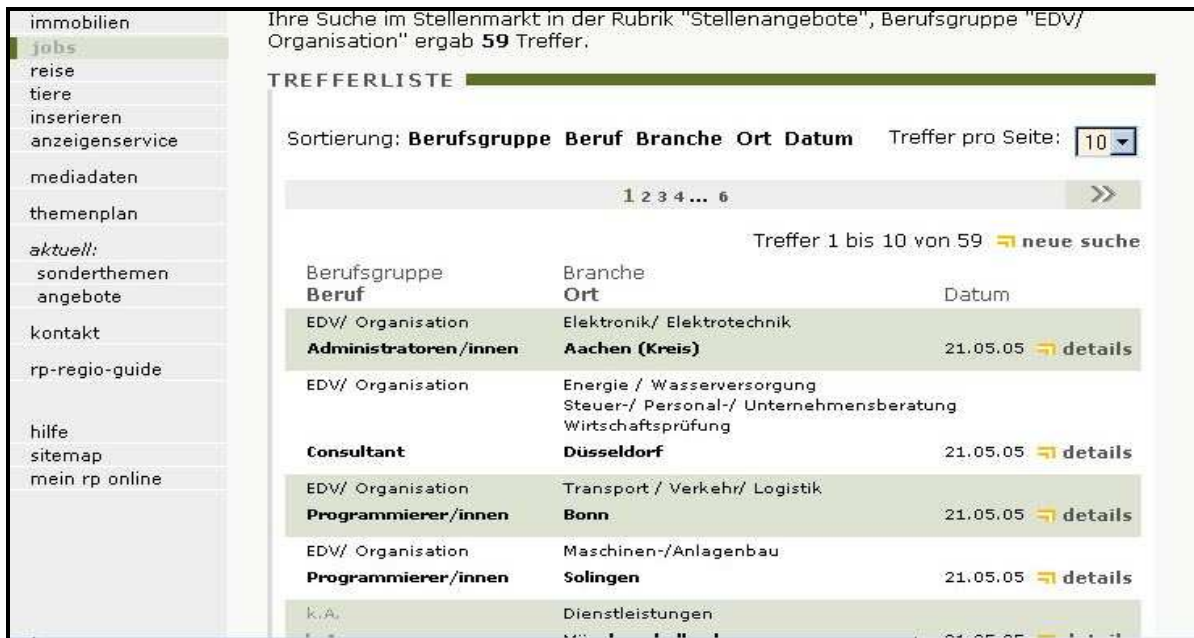 immobilien
jobs
reise
tiere
inserieren
anzeigenservice
mediadaten
themenplan
aktuell:
sonderthemen
angebote
kontakt
rp-regio-guide
hilfe
sitemap
mein rp online
Ihre Suche im Stellenmarkt in der Rubrik "Stellenangebote", Berufsgruppe "EDV/
Organisation" ergab 59 Treffer.
TREFFERLISTE
Sortierung: Berufsgruppe Beruf Branche Ort Datum Treffer pro Seite: 10
1 2 3 4 ... 6 >>
Treffer 1 bis 10 von 59 neue suche
Berufsgruppe Branche
Beruf Ort Datum
EDV/ Organisation Elektronik/ Elektrotechnik
Administratoren/innen Aachen (Kreis) 21.05.05 details
EDV/ Organisation Energie / Wasserversorgung
Steuer-/ Personal-/ Unternehmensberatung
Wirtschaftsprüfung
Consultant Düsseldorf 21.05.05 details
EDV/ Organisation Transport / Verkehr/ Logistik
Programmierer/innen Bonn 21.05.05 details
EDV/ Organisation Maschinen-/Anlagenbau
Programmierer/innen Solingen 21.05.05 details
k.A. Dienstleistungen